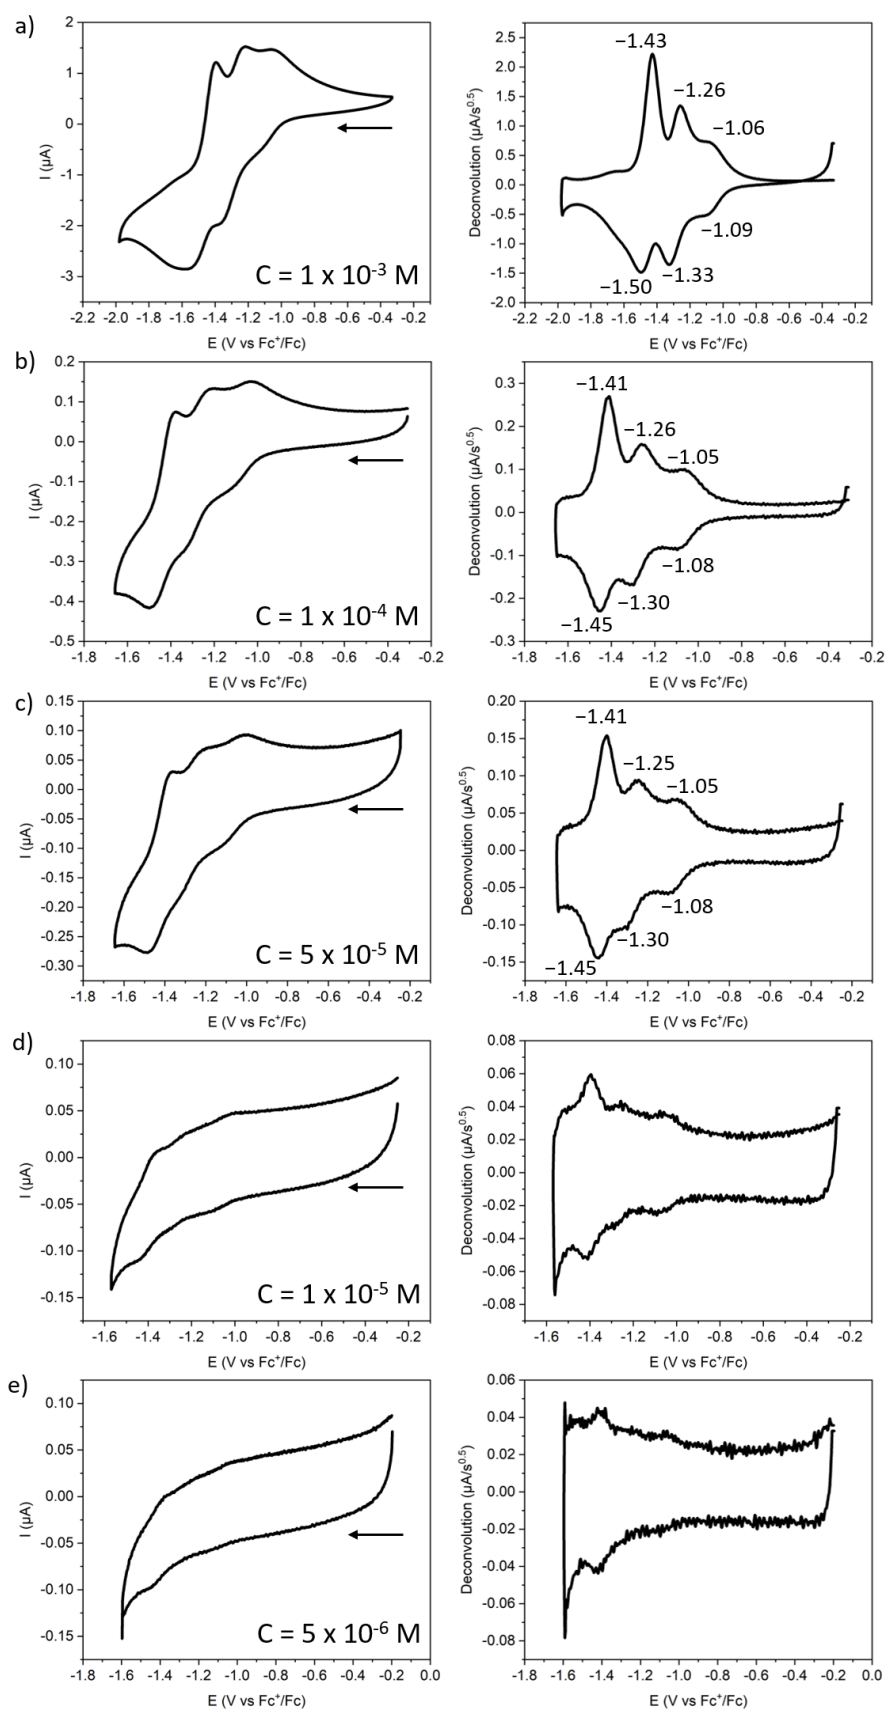 a)
2
1
0
-1
-2
-3
I (µA)
C = 1 x 10-3 M
-2.2 -2.0 -1.8 -1.6 -1.4 -1.2 -1.0 -0.8 -0.6 -0.4 -0.2
E (V vs Fc+/Fc)
2.5
2.0
1.5
1.0
0.5
0.0
-0.5
-1.0
-1.5
-2.0
Deconvolution (µA/s0.5)
−1.43
−1.26
−1.06
−1.09
−1.33
−1.50
-2.2 -2.0 -1.8 -1.6 -1.4 -1.2 -1.0 -0.8 -0.6 -0.4 -0.2
E (V vs Fc+/Fc)
b)
0.2
0.1
0.0
-0.1
-0.2
-0.3
-0.4
-0.5
I (µA)
C = 1 x 10-4 M
-1.8 -1.6 -1.4 -1.2 -1.0 -0.8 -0.6 -0.4 -0.2
E (V vs Fc+/Fc)
0.3
0.2
0.1
0.0
-0.1
-0.2
-0.3
Deconvolution (µA/s0.5)
−1.41
−1.26
−1.05
−1.08
−1.30
−1.45
-1.8 -1.6 -1.4 -1.2 -1.0 -0.8 -0.6 -0.4 -0.2
E (V vs Fc+/Fc)
c)
0.15
0.10
0.05
0.00
-0.05
-0.10
-0.15
-0.20
-0.25
-0.30
I (µA)
C = 5 x 10-5 M
-1.8 -1.6 -1.4 -1.2 -1.0 -0.8 -0.6 -0.4 -0.2
E (V vs Fc+/Fc)
0.20
0.15
0.10
0.05
0.00
-0.05
-0.10
-0.15
Deconvolution (µA/s0.5)
−1.41
−1.25
−1.05
−1.08
−1.30
−1.45
-1.8 -1.6 -1.4 -1.2 -1.0 -0.8 -0.6 -0.4 -0.2
E (V vs Fc+/Fc)
d)
0.10
0.05
0.00
-0.05
-0.10
-0.15
I (µA)
C = 1 x 10-5 M
-1.6 -1.4 -1.2 -1.0 -0.8 -0.6 -0.4 -0.2
E (V vs Fc+/Fc)
0.08
0.06
0.04
0.02
0.00
-0.02
-0.04
-0.06
-0.08
Deconvolution (µA/s0.5)
-1.6 -1.4 -1.2 -1.0 -0.8 -0.6 -0.4 -0.2
E (V vs Fc+/Fc)
e)
0.10
0.05
0.00
-0.05
-0.10
-0.15
I (µA)
C = 5 x 10-6 M
-1.8 -1.6 -1.4 -1.2 -1.0 -0.8 -0.6 -0.4 -0.2 0.0
E (V vs Fc+/Fc)
0.06
0.04
0.02
0.00
-0.02
-0.04
-0.06
-0.08
Deconvolution (µA/s0.5)
-1.8 -1.6 -1.4 -1.2 -1.0 -0.8 -0.6 -0.4 -0.2 0.0
E (V vs Fc+/Fc)